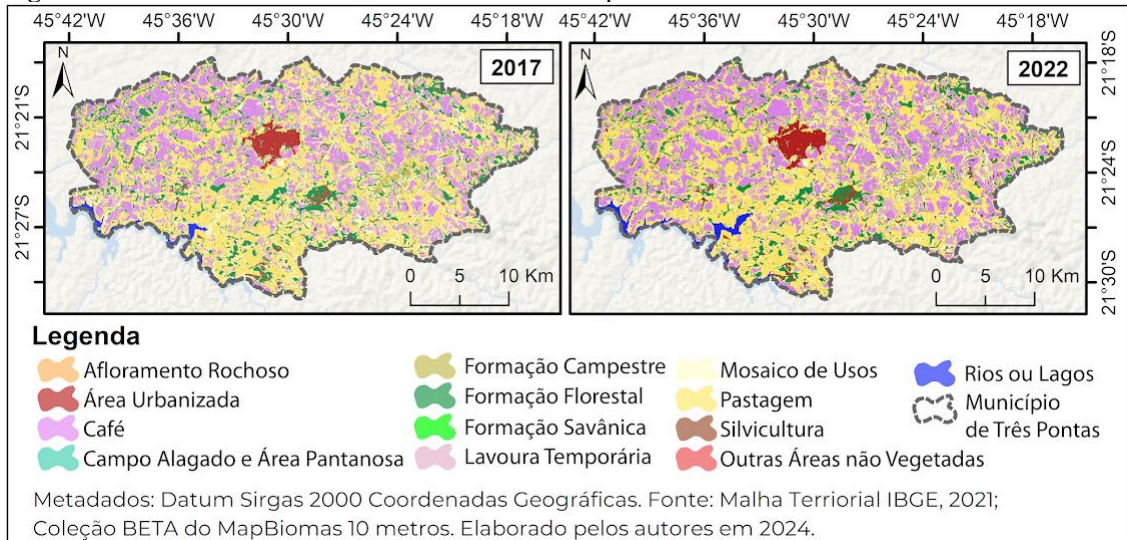 45°42'W 45°36'W 45°30'W 45°24'W 45°18'W 45°42'W 45°36'W 45°30'W 45°24'W 45°18'W
N
2017
N
2022
21°18'S
21°21'S
21°24'S
21°27'S
21°30'S
0 5 10 Km
0 5 10 Km
Legenda
Afloramento Rochoso
Área Urbanizada
Café
Campo Alagado e Área Pantanosa
Formação Campestre
Formação Florestal
Formação Savânica
Lavoura Temporária
Mosaico de Usos
Pastagem
Silvicultura
Outras Áreas não Vegetadas
Rios ou Lagos
Município
de Três Pontas
Metadados: Datum Sirgas 2000 Coordenadas Geográficas. Fonte: Malha Terriorial IBGE, 2021;
Coleção BETA do MapBiomas 10 metros. Elaborado pelos autores em 2024.